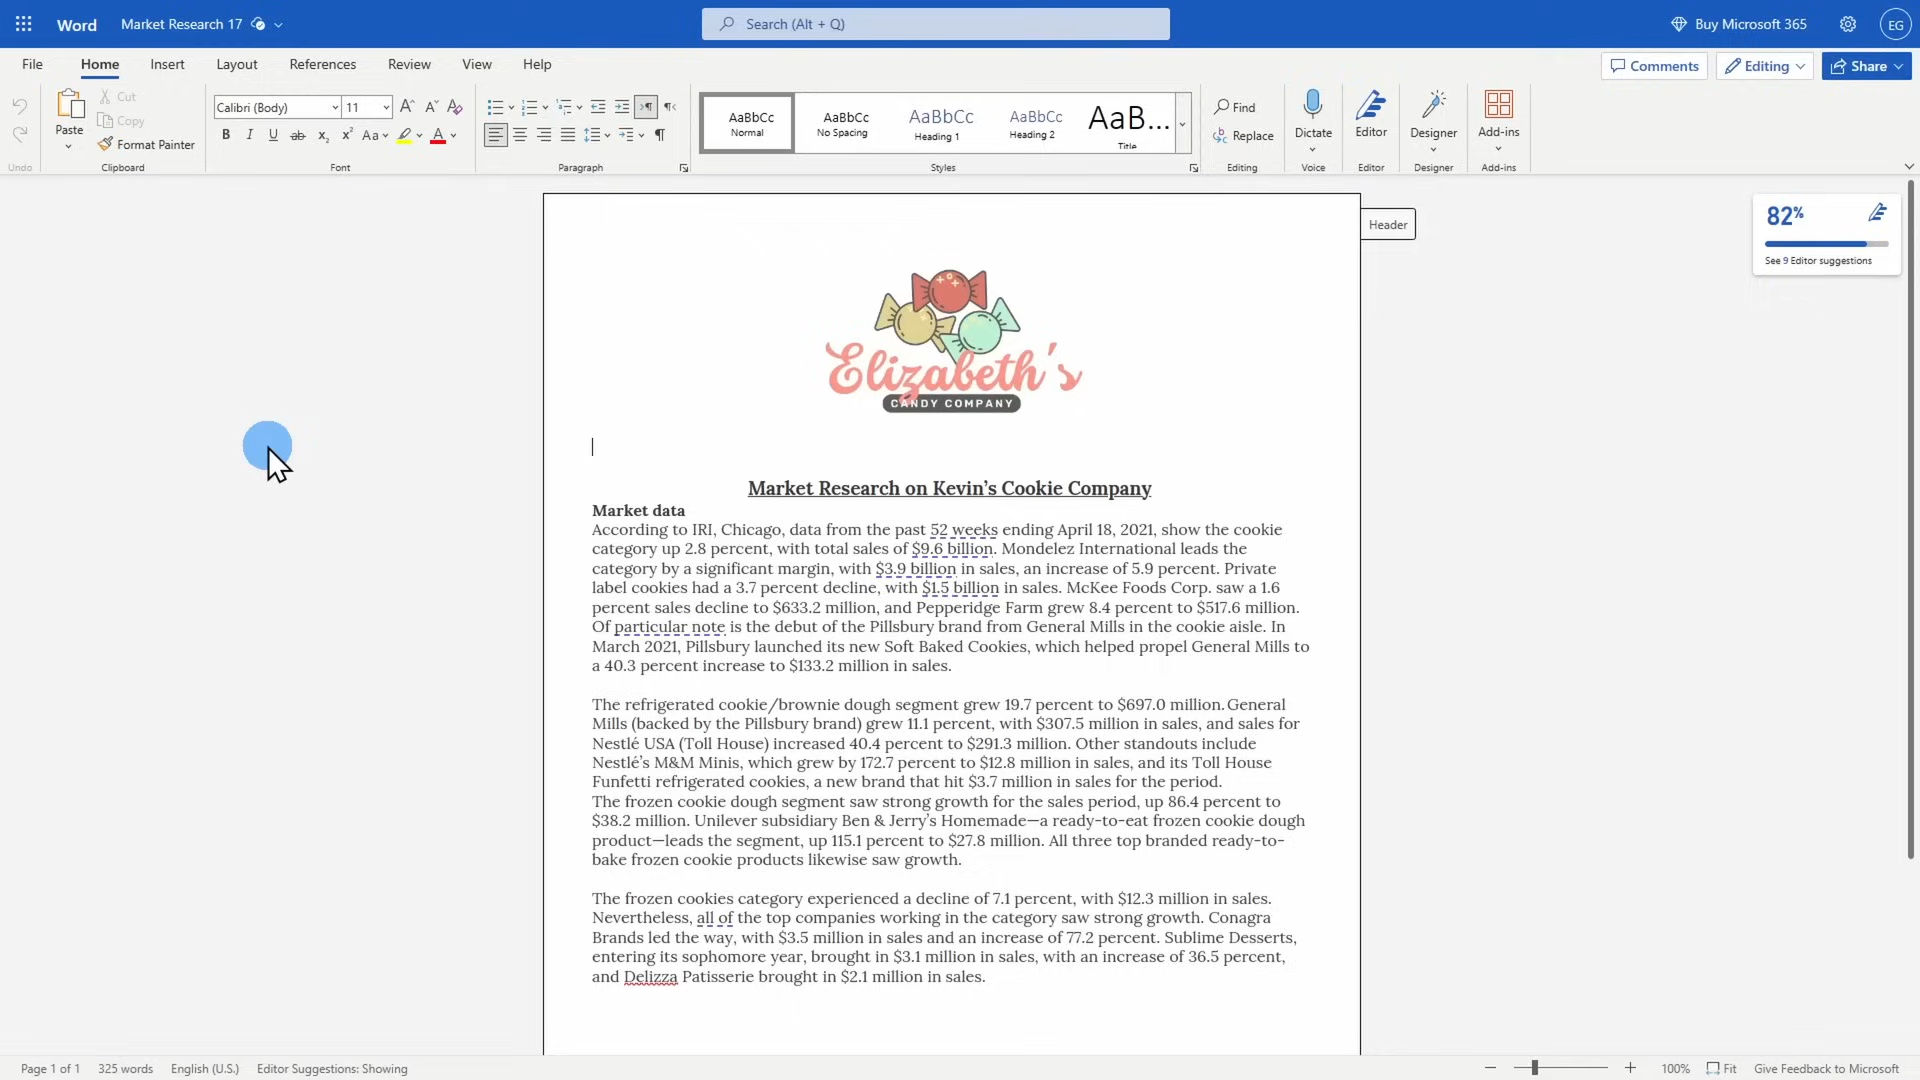 Word
Market Research 17
Search (Alt + Q)
Buy Microsoft 365
EG
File
Home
Insert
Layout
References
Review
View
Help
Comments
Editing
Share
Undo
Paste
Cut
Copy
Format Painter
Clipboard
Calibri (Body)
11
Font
Paragraph
AaBbCc
Normal
AaBbCc
No Spacing
AaBbCc
Heading 1
AaBbCc
Heading 2
AaB...
Title
Styles
Find
Replace
Editing
Dictate
Voice
Editor
Editor
Designer
Designer
Add-ins
Add-ins
Header
82%
See 9 Editor suggestions
Elizabeth's
CANDY COMPANY
Market Research on Kevin's Cookie Company
Market data
According to IRI, Chicago, data from the past 52 weeks ending April 18, 2021, show the cookie
category up 2.8 percent, with total sales of $9.6 billion. Mondelez International leads the
category by a significant margin, with $3.9 billion in sales, an increase of 5.9 percent. Private
label cookies had a 3.7 percent decline, with $1.5 billion in sales. McKee Foods Corp. saw a 1.6
percent sales decline to $633.2 million, and Pepperidge Farm grew 8.4 percent to $517.6 million.
Of particular note is the debut of the Pillsbury brand from General Mills in the cookie aisle. In
March 2021, Pillsbury launched its new Soft Baked Cookies, which helped propel General Mills to
a 40.3 percent increase to $133.2 million in sales.
The refrigerated cookie/brownie dough segment grew 19.7 percent to $697.0 million. General
Mills (backed by the Pillsbury brand) grew 11.1 percent, with $307.5 million in sales, and sales for
Nestlé USA (Toll House) increased 40.4 percent to $291.3 million. Other standouts include
Nestlé's M&M Minis, which grew by 172.7 percent to $12.8 million in sales, and its Toll House
Funfetti refrigerated cookies, a new brand that hit $3.7 million in sales for the period.
The frozen cookie dough segment saw strong growth for the sales period, up 86.4 percent to
$38.2 million. Unilever subsidiary Ben & Jerry's Homemade—a ready-to-eat frozen cookie dough
product—leads the segment, up 115.1 percent to $27.8 million. All three top branded ready-to-
bake frozen cookie products likewise saw growth.
The frozen cookies category experienced a decline of 7.1 percent, with $12.3 million in sales.
Nevertheless, all of the top companies working in the category saw strong growth. Conagra
Brands led the way, with $3.5 million in sales and an increase of 77.2 percent. Sublime Desserts,
entering its sophomore year, brought in $3.1 million in sales, with an increase of 36.5 percent,
and Delizza Patisserie brought in $2.1 million in sales.
Page 1 of 1
325 words
English (U.S.)
Editor Suggestions: Showing
100%
Fit
Give Feedback to Microsoft